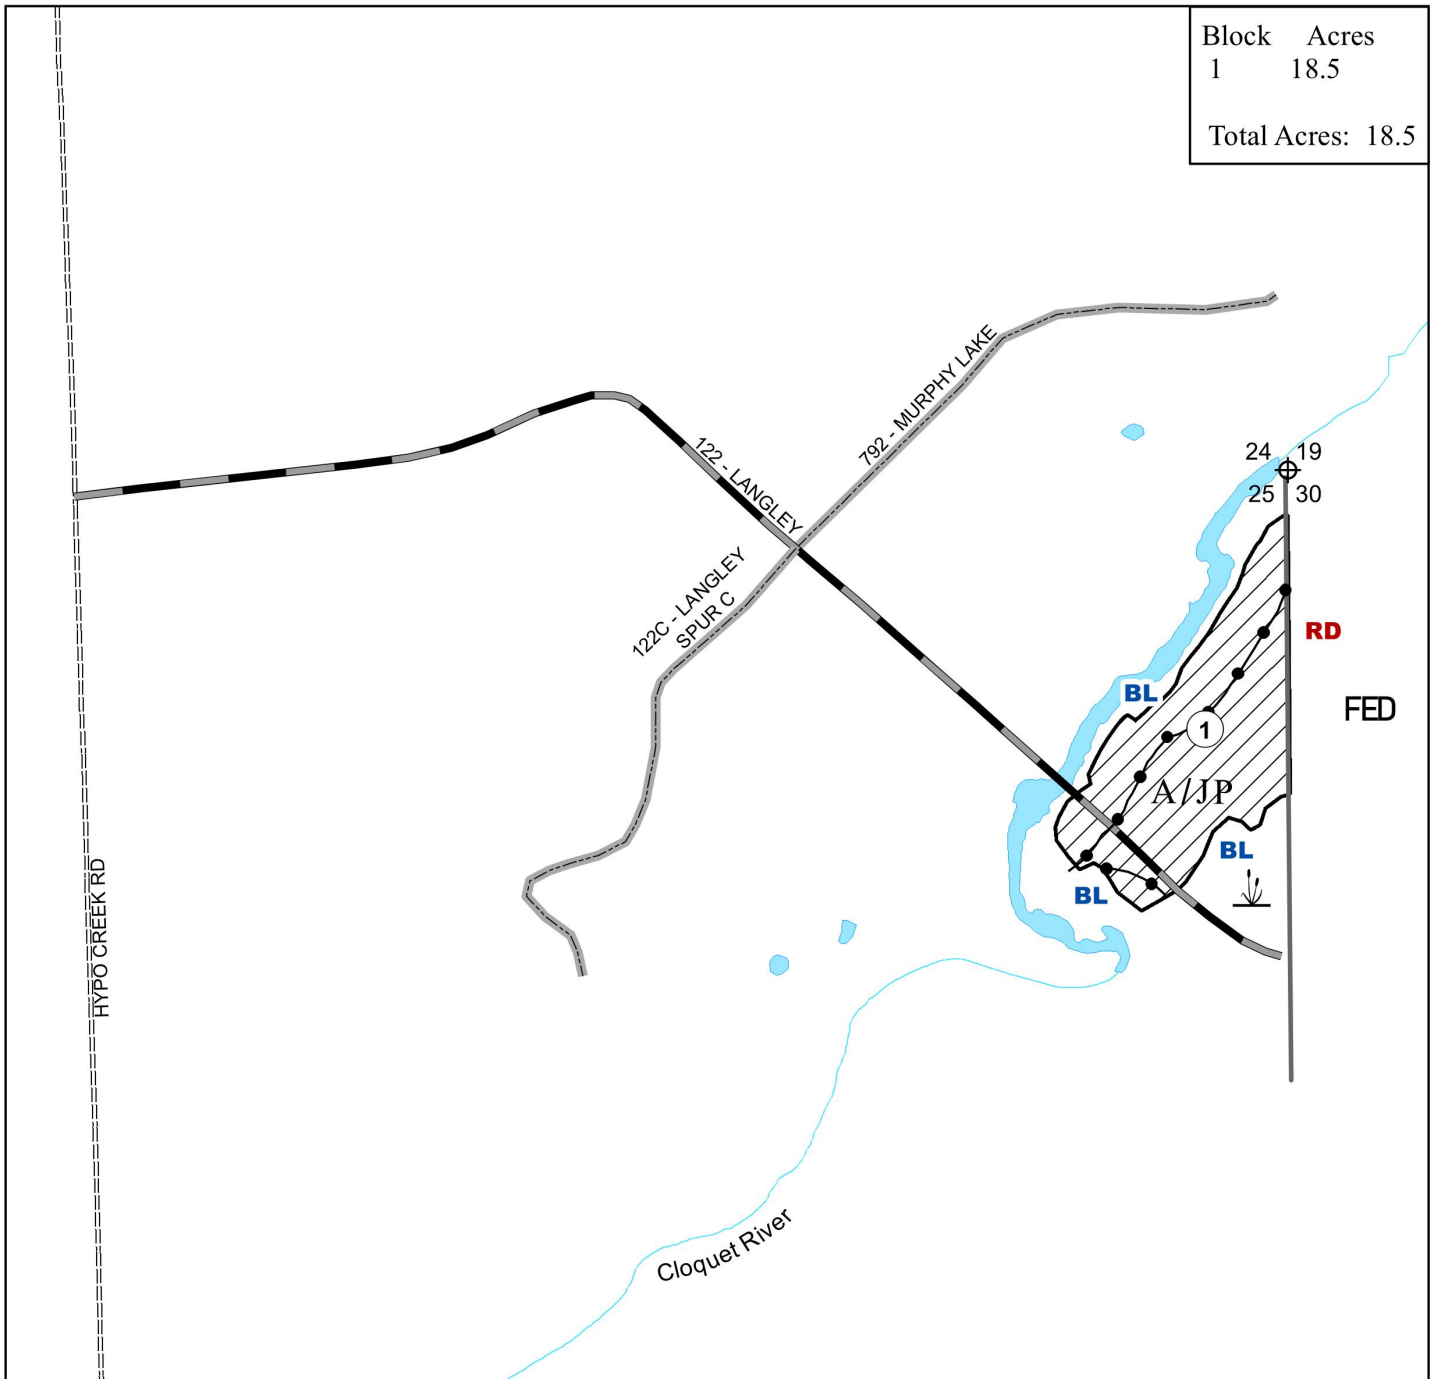 Block Acres
1 18.5
Total Acres: 18.5
792 - MURPHY LAKE
122 - LANGLEY
24 19
25 30
122C - LANGLEY
SPUR C
RD
BL
FED
1
A/JP
BL
BL
HYPO CREEK RD
Cloquet River